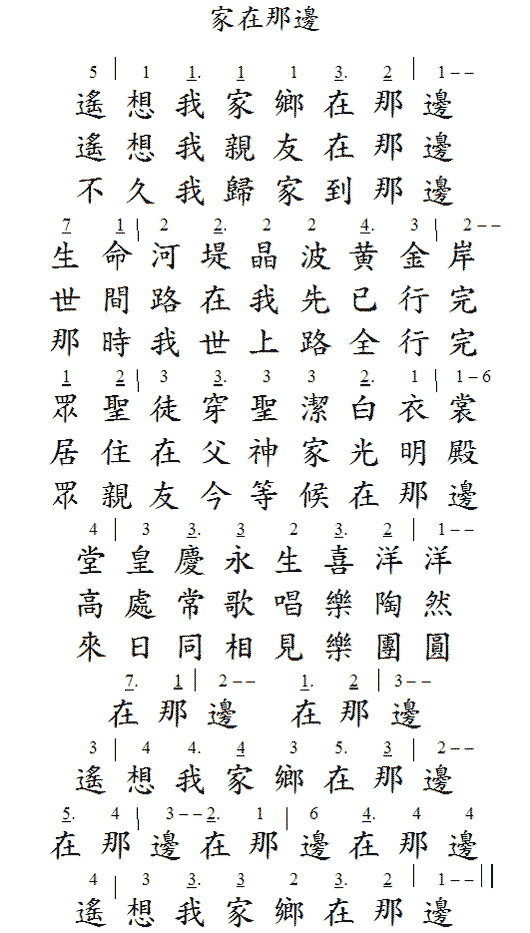 家在那邊
5 | 1 1. 1 1 3. 2 | 1 – –
遙想我家鄉在那邊
遙想我親友在那邊
不久我歸家到那邊
7 1 | 2 2. 2 2 4. 3 | 2 – –
生命河堤晶波黃金岸
世間路在我先已行完
那時我世上路全行完
1 2 | 3 3. 3 3 2. 1 | 1 – 6
眾聖徒穿聖潔白衣裳
居住在父神家光明殿
眾親友今等候在那邊
4 | 3 3. 3 2 3. 2 | 1 – –
堂皇慶永生喜洋洋
高處常歌唱樂陶然
來日同相見樂團圓
7. 1 | 2 – – 1. 2 | 3 – –
在那邊 在那邊
3 | 4 4. 4 3 5. 3 | 2 – –
遙想我家鄉在那邊
5. 4 | 3 – – 2. 1 | 6 4. 4 4
在那邊在那邊在那邊
4 | 3 3. 3 2 3. 2 | 1 – – ||
遙想我家鄉在那邊